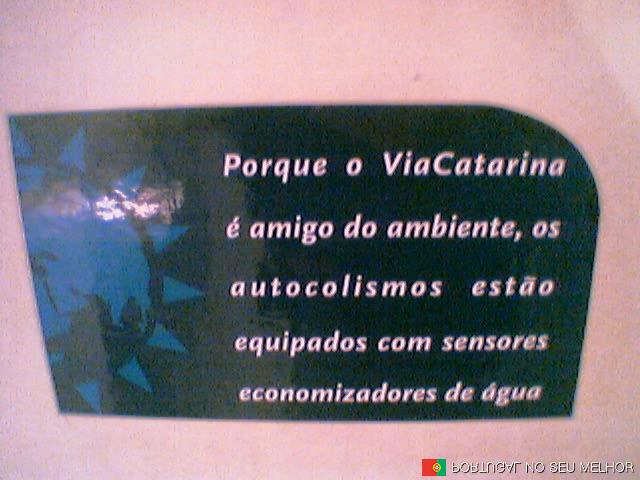 Porque o ViaCatarina
é amigo do ambiente, os
autocolismos estão
equipados com sensores
economizadores de água
PORTUGAL NO SEU MELHOR